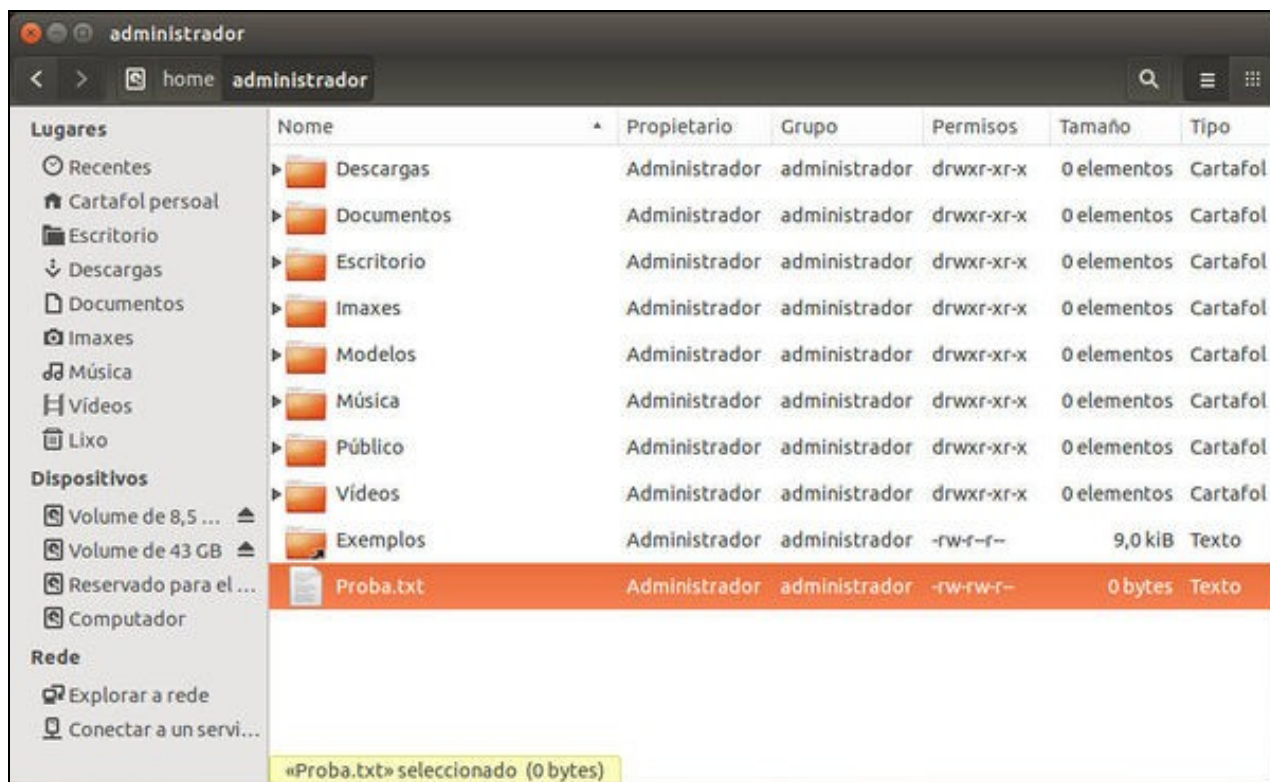 administrador
home administrador
Lugares
Recentes
Cartafol persoal
Escritorio
Descargas
Documentos
Imaxes
Música
Vídeos
Lixo
Dispositivos
Volume de 8,5 ...
Volume de 43 GB
Reservado para el ...
Computador
Rede
Explorar a rede
Conectar a un servi...
Nome Propietario Grupo Permisos Tamaño Tipo
Descargas Administrador administrador drwxr-xr-x 0 elementos Cartafol
Documentos Administrador administrador drwxr-xr-x 0 elementos Cartafol
Escritorio Administrador administrador drwxr-xr-x 0 elementos Cartafol
Imaxes Administrador administrador drwxr-xr-x 0 elementos Cartafol
Modelos Administrador administrador drwxr-xr-x 0 elementos Cartafol
Música Administrador administrador drwxr-xr-x 0 elementos Cartafol
Público Administrador administrador drwxr-xr-x 0 elementos Cartafol
Vídeos Administrador administrador drwxr-xr-x 0 elementos Cartafol
Exemplos Administrador administrador -rw-r--r-- 9,0 kiB Texto
Proba.txt Administrador administrador -rw-rw-r-- 0 bytes Texto
«Proba.txt» seleccionado (0 bytes)